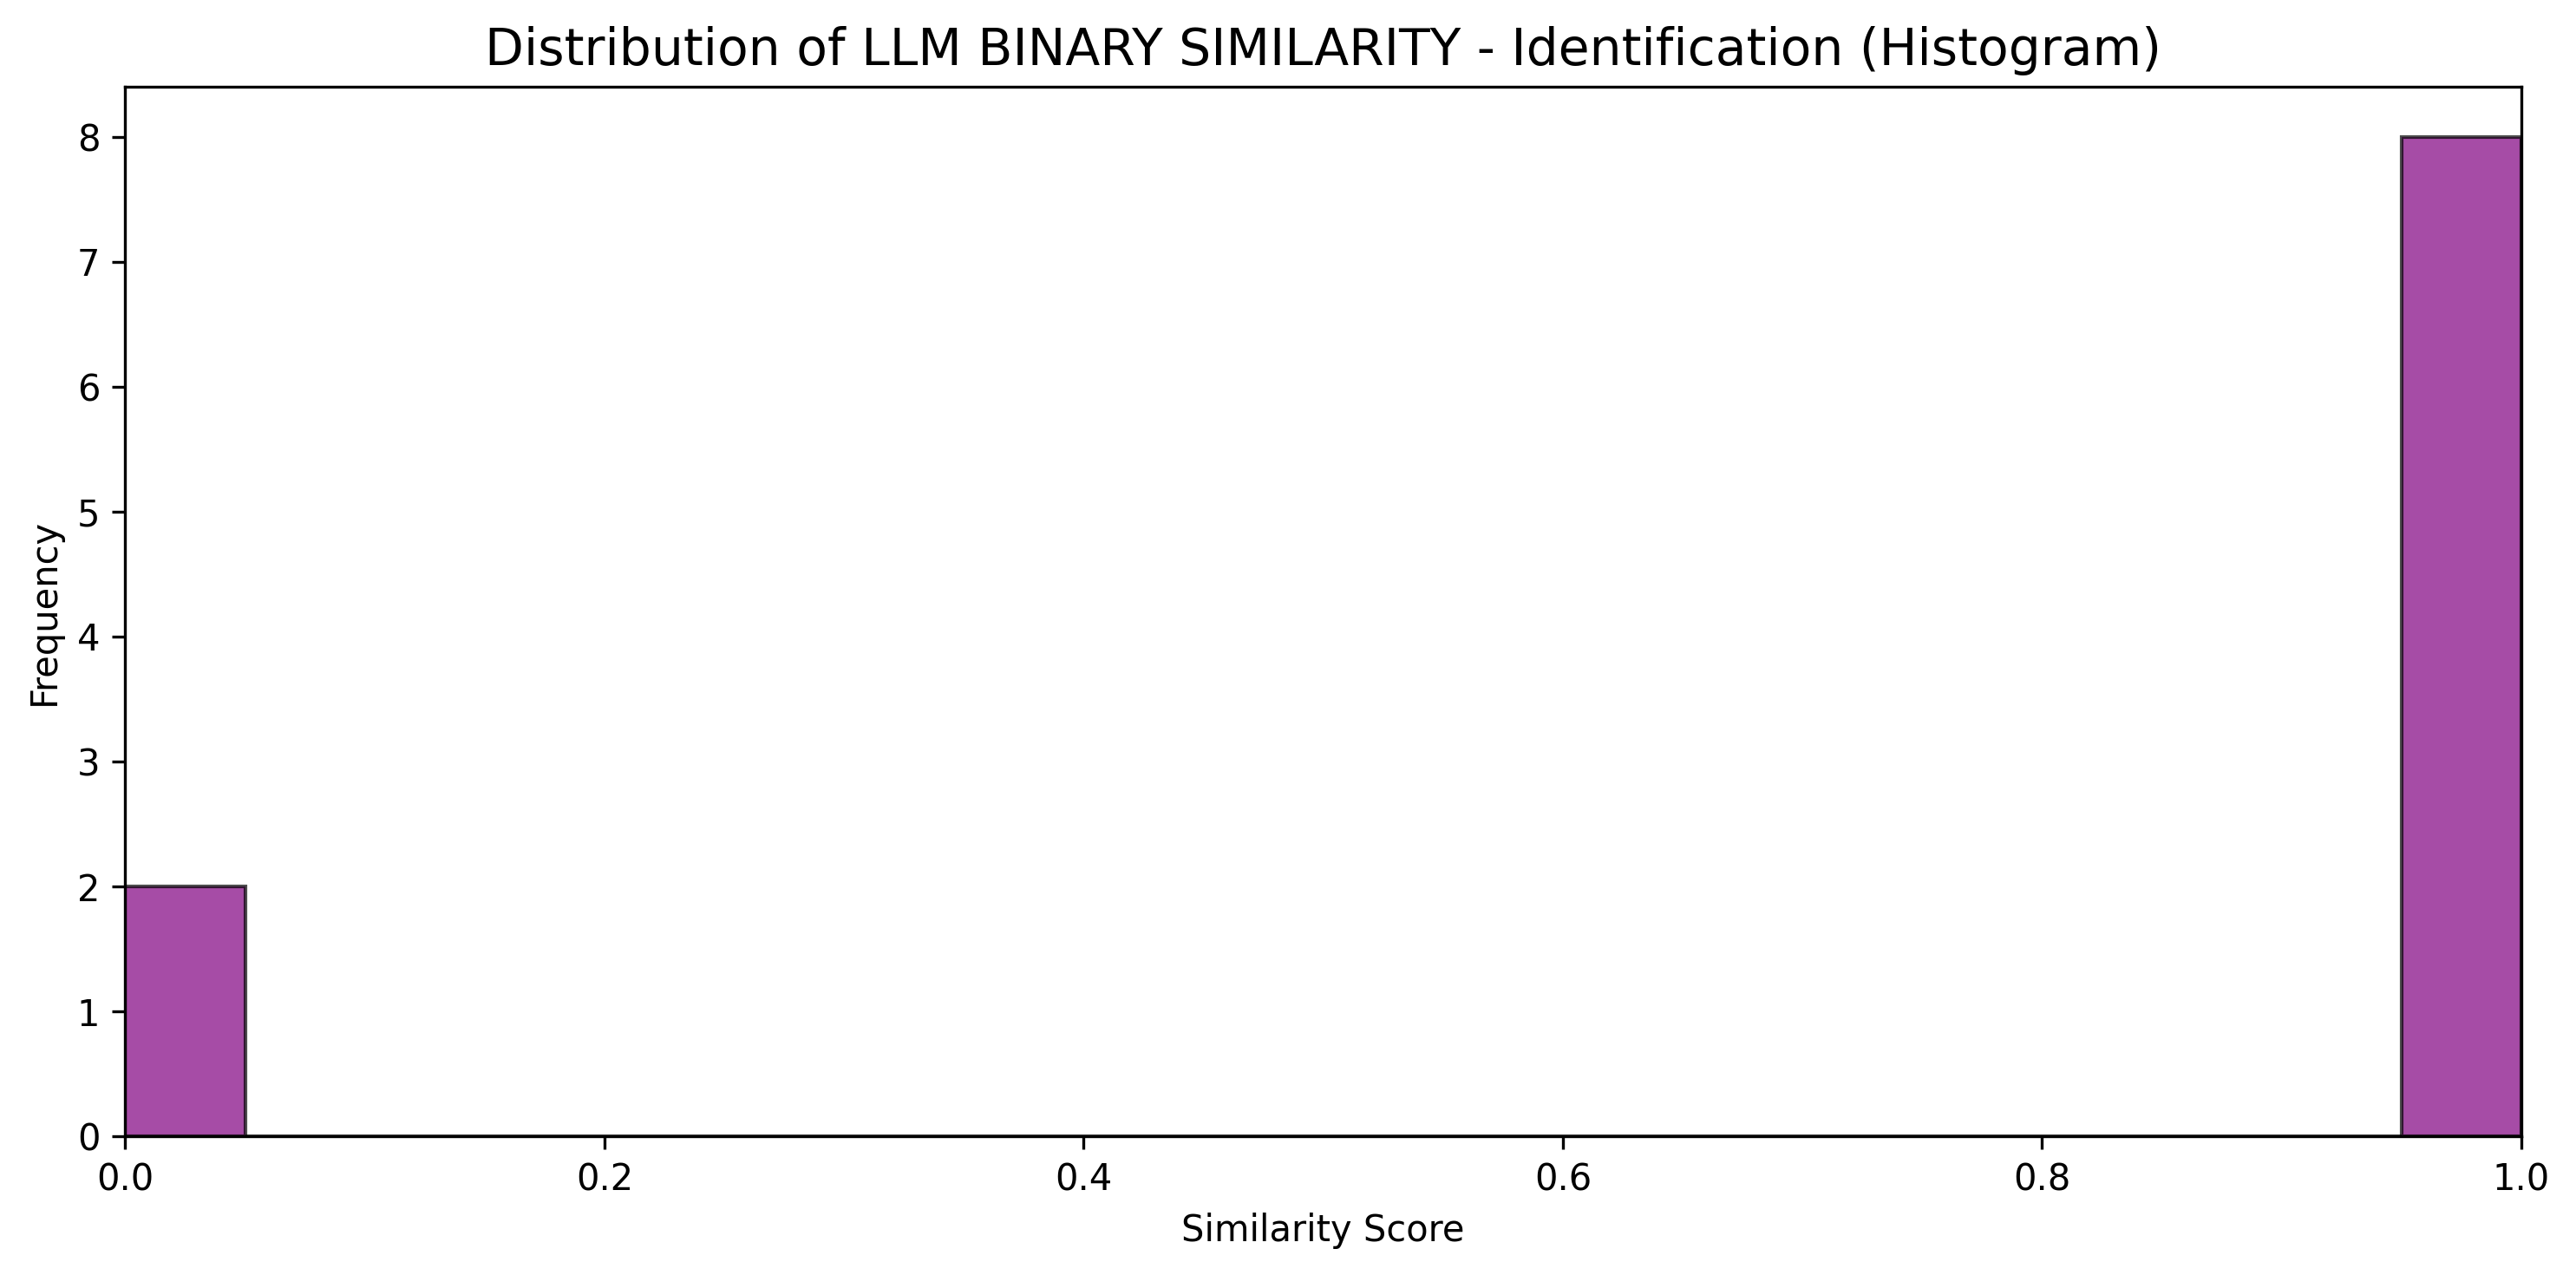 Distribution of LLM BINARY SIMILARITY - Identification (Histogram)
8
7
6
5
4
3
2
1
0
Frequency
0.0 0.2 0.4 0.6 0.8 1.0
Similarity Score